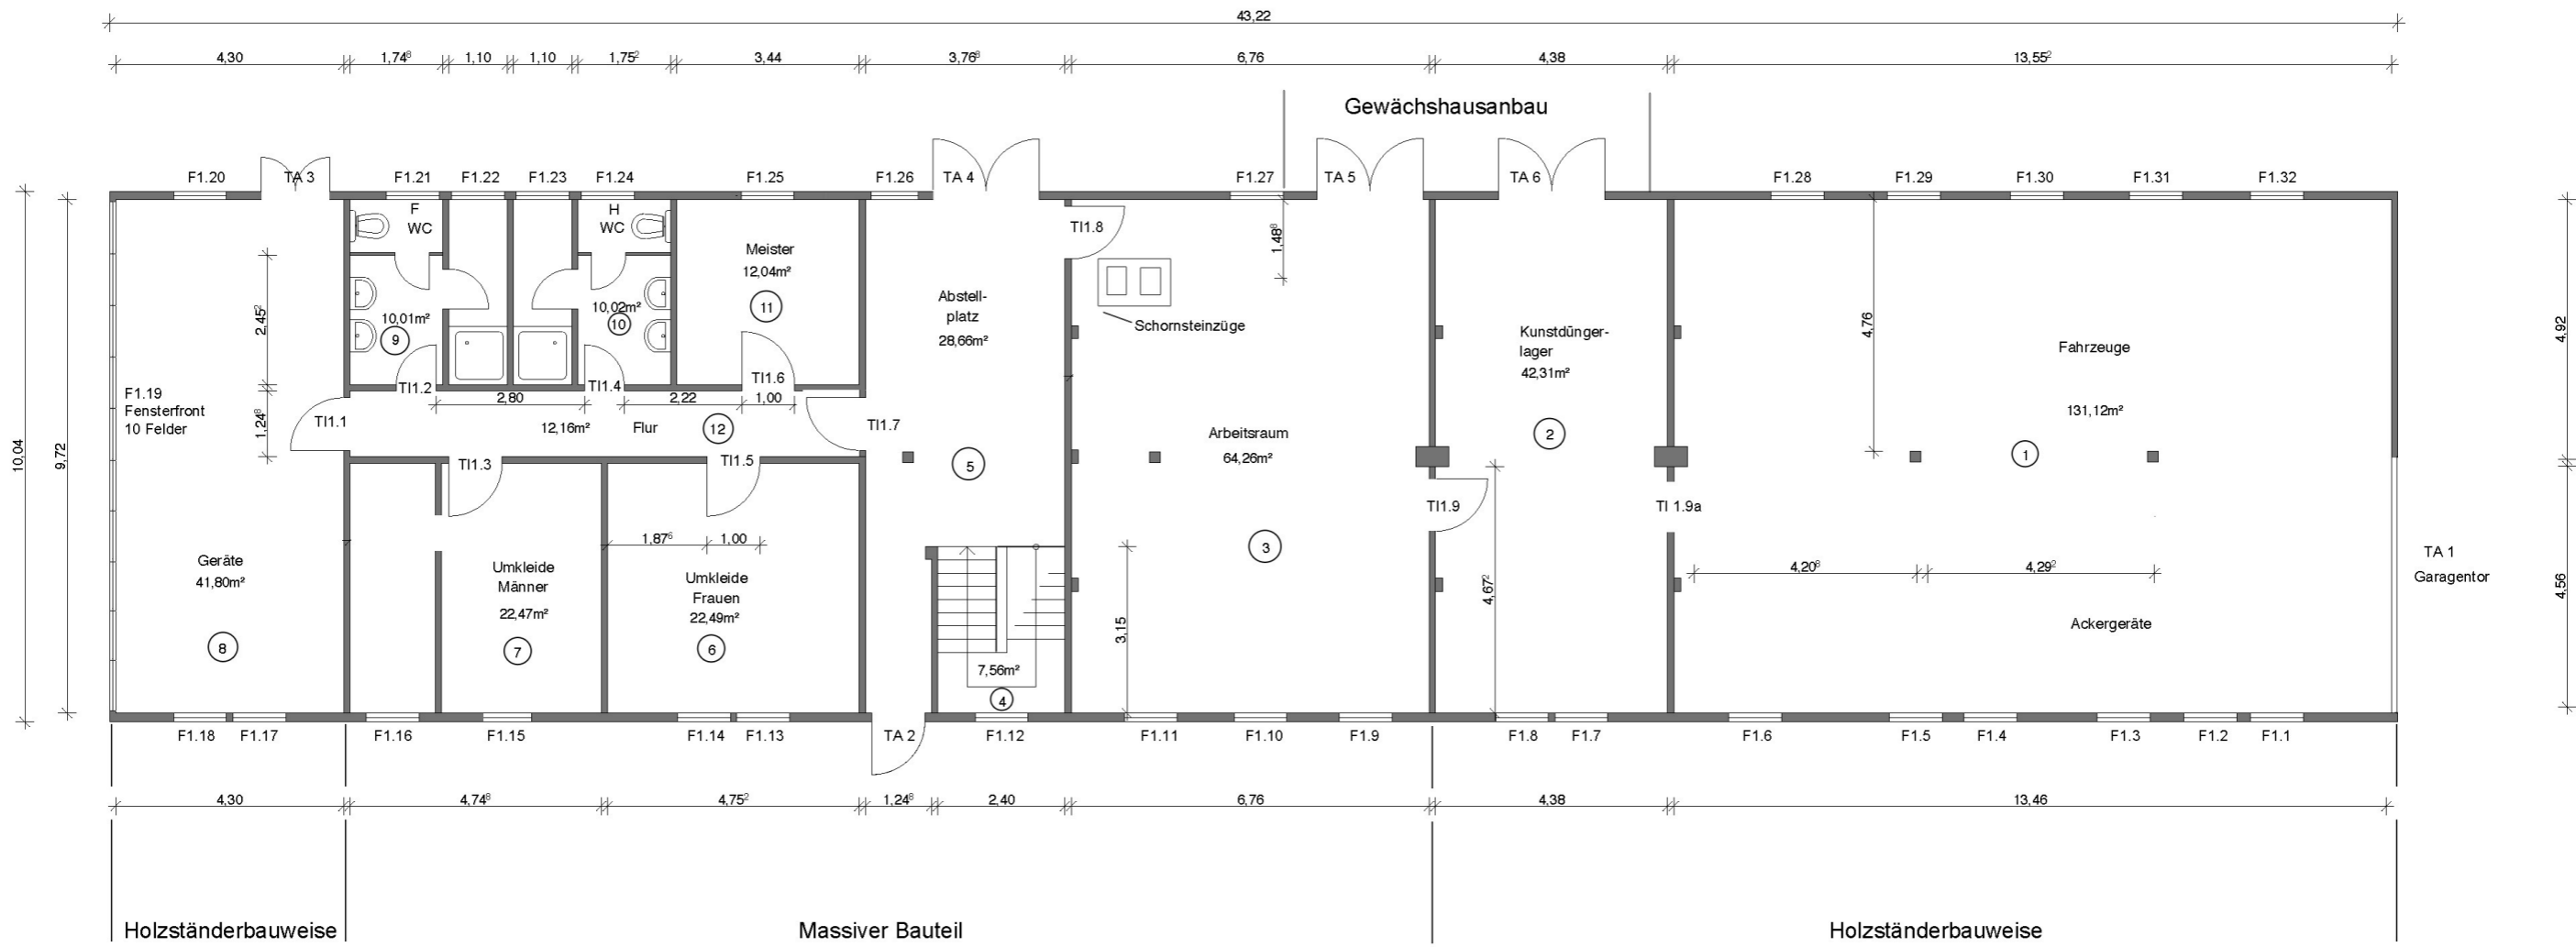 43,22
4,30 1,74⁸ 1,10 1,10 1,75² 3,44 3,76⁸ 6,76 4,38 13,55²
Gewächshausanbau
F1.20 TA 3 F1.21 F1.22 F1.23 F1.24 F1.25 F1.26 TA 4 F1.27 TA 5 TA 6 F1.28 F1.29 F1.30 F1.31 F1.32
F
WC
H
WC
TI1.8
1,48⁸
Meister
12,04m²
11
10,01m²
9
10,02m²
10
2,45²
Abstell-
platz
28,66m²
Schornsteinzüge
Kunstdünger-
lager
42,31m²
2
4,76
Fahrzeuge
131,12m²
1
4,92
F1.19
Fensterfront
10 Felder
1,24⁸
TI1.1
TI1.2
TI1.4
TI1.6
2,80
2,22
1,00
12,16m²
Flur
12
TI1.7
10,04
9,72
TI1.3
TI1.5
5
Arbeitsraum
64,26m²
3
TI1.9
TI 1.9a
1,87⁶
1,00
Geräte
41,80m²
8
Umkleide
Männer
22,47m²
7
Umkleide
Frauen
22,49m²
6
7,56m²
4
3,15
4,67²
4,20⁸
4,29²
TA 1
Garagentor
4,56
Ackergeräte
F1.18 F1.17 F1.16 F1.15 F1.14 F1.13 TA 2 F1.12 F1.11 F1.10 F1.9 F1.8 F1.7 F1.6 F1.5 F1.4 F1.3 F1.2 F1.1
4,30 4,74⁸ 4,75² 1,24⁸ 2,40 6,76 4,38 13,46
Holzständerbauweise Massiver Bauteil Holzständerbauweise